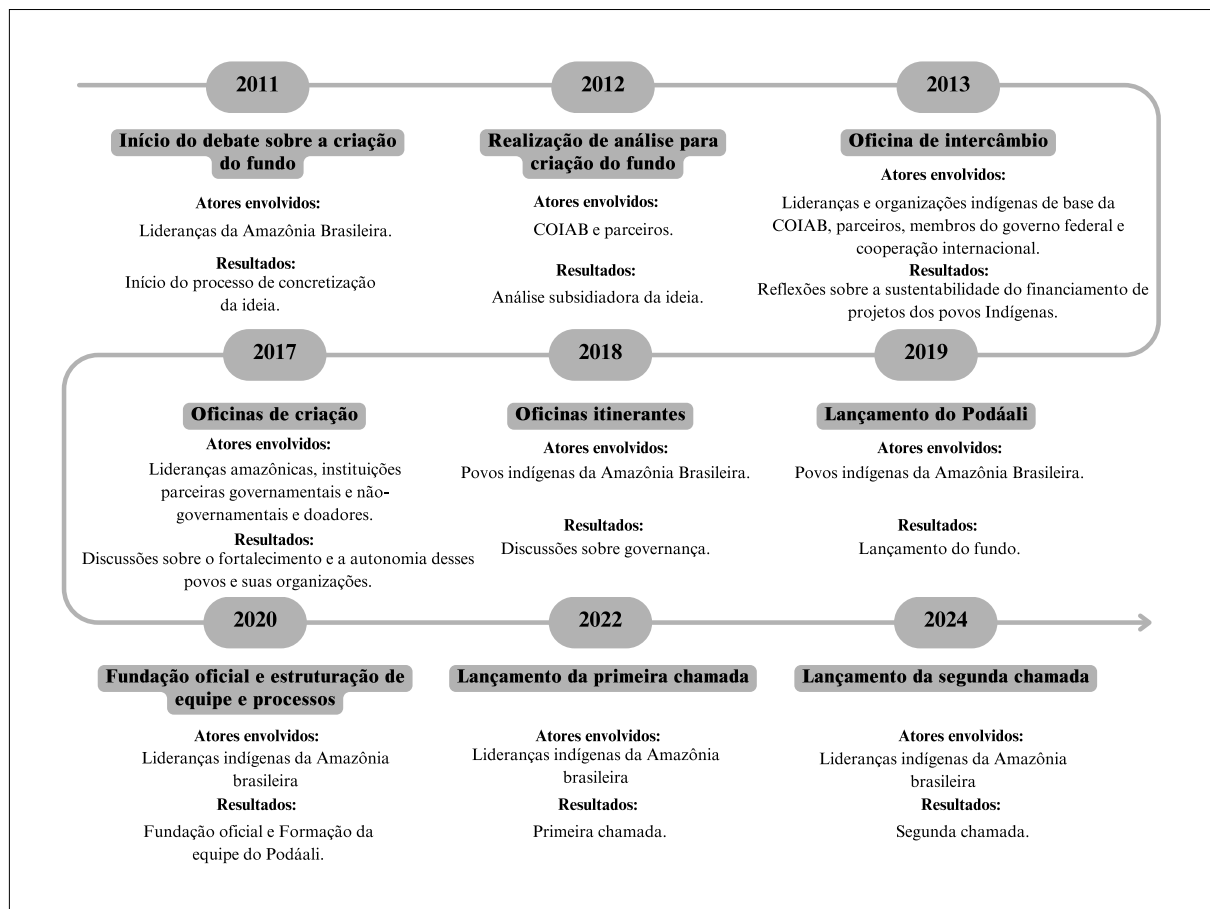 2011
Início do debate sobre a criação
do fundo
Atores envolvidos:
Lideranças da Amazônia Brasileira.
Resultados:
Início do processo de concretização
da ideia.
2012
Realização de análise para
criação do fundo
Atores envolvidos:
COIAB e parceiros.
Resultados:
Análise subsidiadora da ideia.
2013
Oficina de intercâmbio
Atores envolvidos:
Lideranças e organizações indígenas de base da
COIAB, parceiros, membros do governo federal e
cooperação internacional.
Resultados:
Reflexões sobre a sustentabilidade do financiamento de
projetos dos povos Indígenas.
2017
Oficinas de criação
Atores envolvidos:
Lideranças amazônicas, instituições
parceiras governamentais e não-
governamentais e doadores.
Resultados:
Discussões sobre o fortalecimento e a autonomia desses
povos e suas organizações.
2018
Oficinas itinerantes
Atores envolvidos:
Povos indígenas da Amazônia Brasileira.
Resultados:
Discussões sobre governança.
2019
Lançamento do Podáali
Atores envolvidos:
Povos indígenas da Amazônia Brasileira.
Resultados:
Lançamento do fundo.
2020
Fundação oficial e estruturação de
equipe e processos
Atores envolvidos:
Lideranças indígenas da Amazônia
brasileira
Resultados:
Fundação oficial e Formação da
equipe do Podáali.
2022
Lançamento da primeira chamada
Atores envolvidos:
Lideranças indígenas da Amazônia
brasileira
Resultados:
Primeira chamada.
2024
Lançamento da segunda chamada
Atores envolvidos:
Lideranças indígenas da Amazônia
brasileira
Resultados:
Segunda chamada.